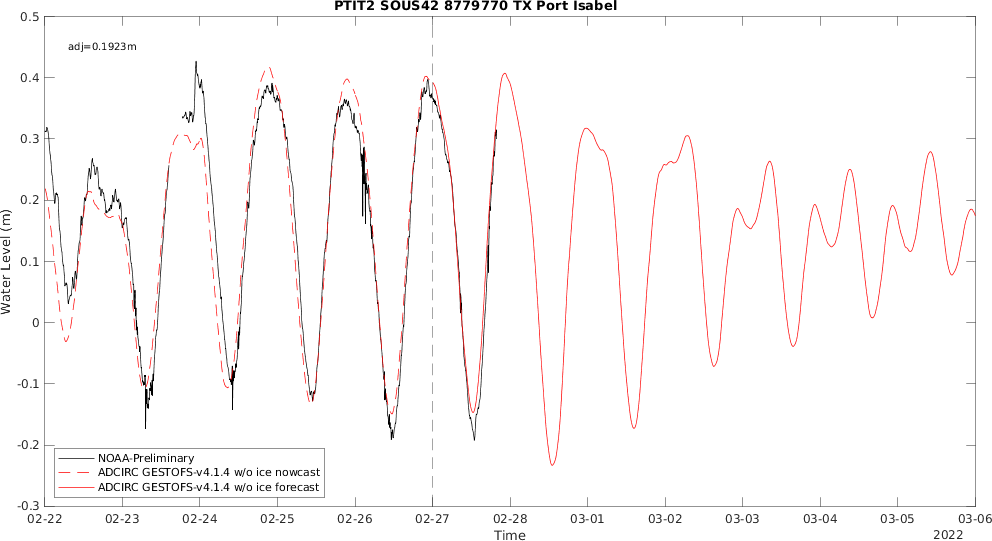 PTIT2 SOUS42 8779770 TX Port Isabel
adj=0.1923m
0.5
0.4
0.3
0.2
0.1
0
-0.1
-0.2
-0.3
Water Level (m)
NOAA-Preliminary
ADCIRC GESTOFS-v4.1.4 w/o ice nowcast
ADCIRC GESTOFS-v4.1.4 w/o ice forecast
02-22 02-23 02-24 02-25 02-26 02-27 02-28 03-01 03-02 03-03 03-04 03-05 03-06
Time
2022